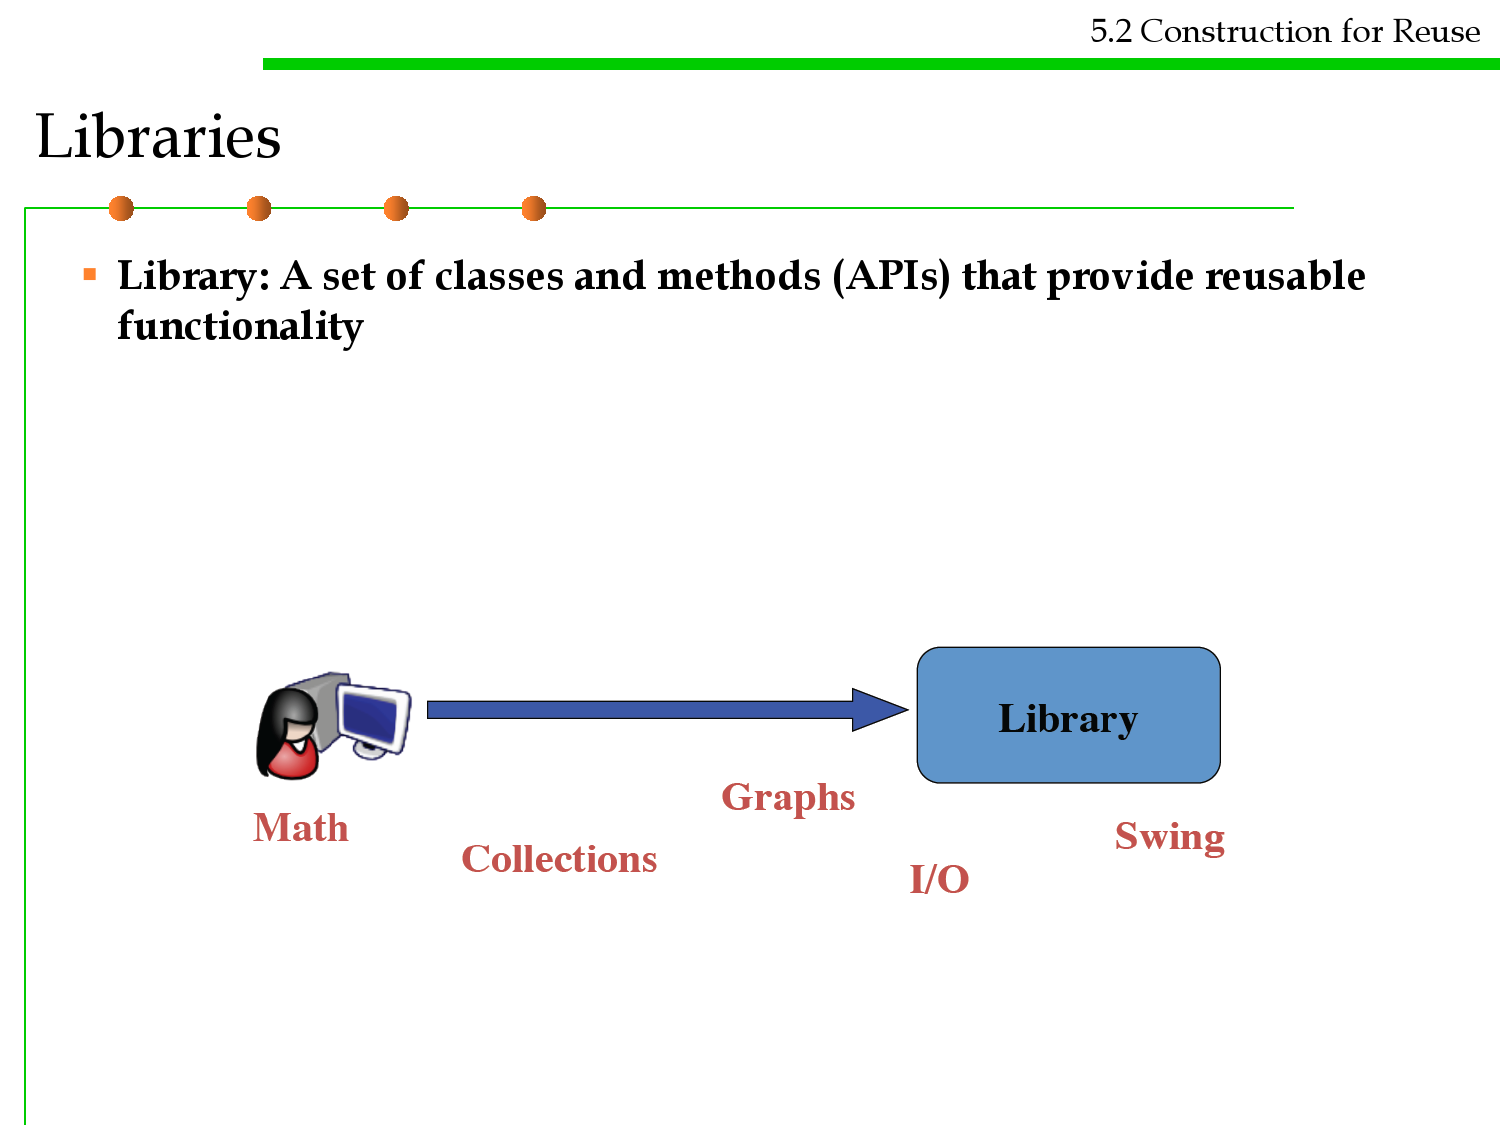 5.2 Construction for Reuse
Libraries
Library: A set of classes and methods (APIs) that provide reusable
functionality
Library
Graphs
Math
Swing
Collections
I/O